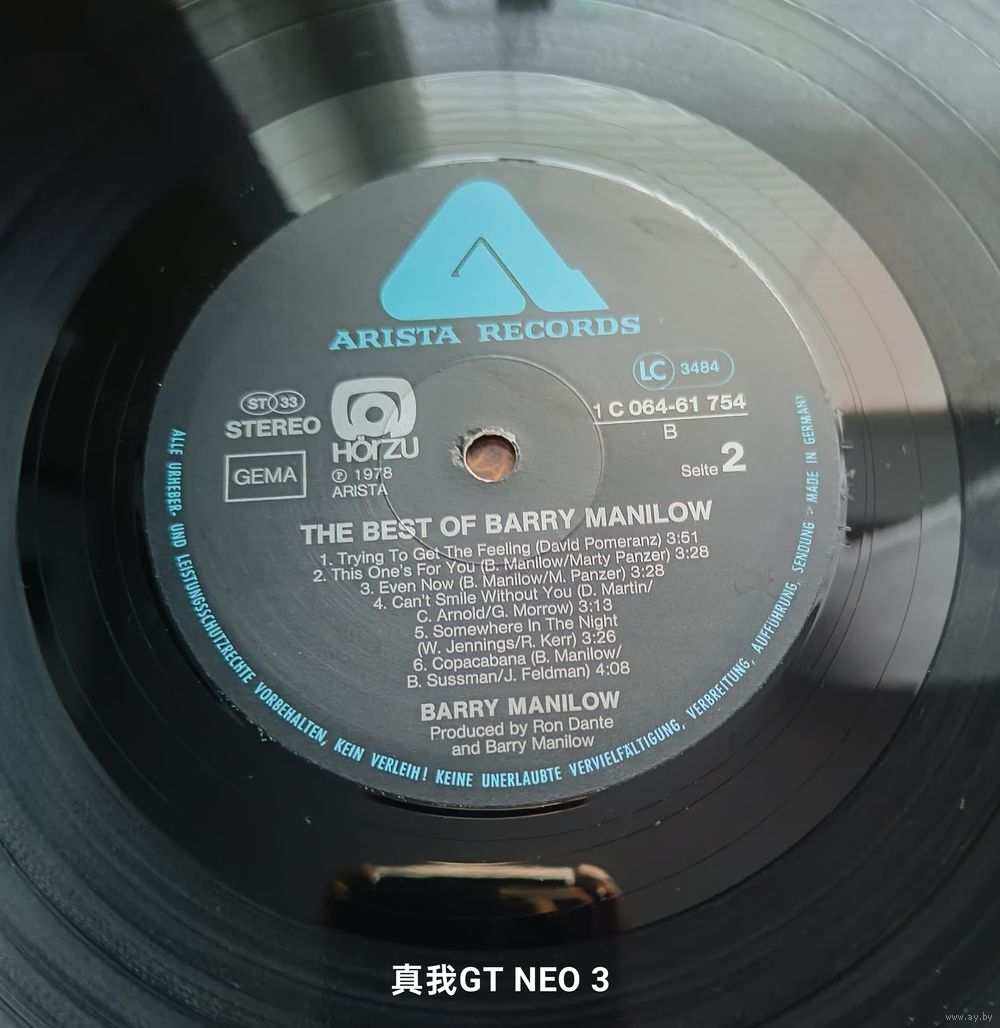 ARISTA RECORDS
LC 3484
ST 33
STEREO
HÖRZU
GEMA
℗ 1978
ARISTA
1 C 064-61 754
B
Seite 2
THE BEST OF BARRY MANILOW
1. Trying To Get The Feeling (David Pomeranz) 3:51
2. This One's For You (B. Manilow/Marty Panzer) 3:28
3. Even Now (B. Manilow/M. Panzer) 3:28
4. Can't Smile Without You (D. Martin/
C. Arnold/G. Morrow) 3:13
5. Somewhere In The Night
(W. Jennings/R. Kerr) 3:26
6. Copacabana (B. Manilow/
B. Sussman/J. Feldman) 4:08
BARRY MANILOW
Produced by Ron Dante
and Barry Manilow
ALLE URHEBER- UND LEISTUNGSSCHUTZRECHTE VORBEHALTEN, KEIN VERLEIH! KEINE UNERLAUBTE VERVIELFÄLTIGUNG, VERBREITUNG, AUFFÜHRUNG, SENDUNG - MADE IN GERMANY
真我GT NEO 3
www.ay.by